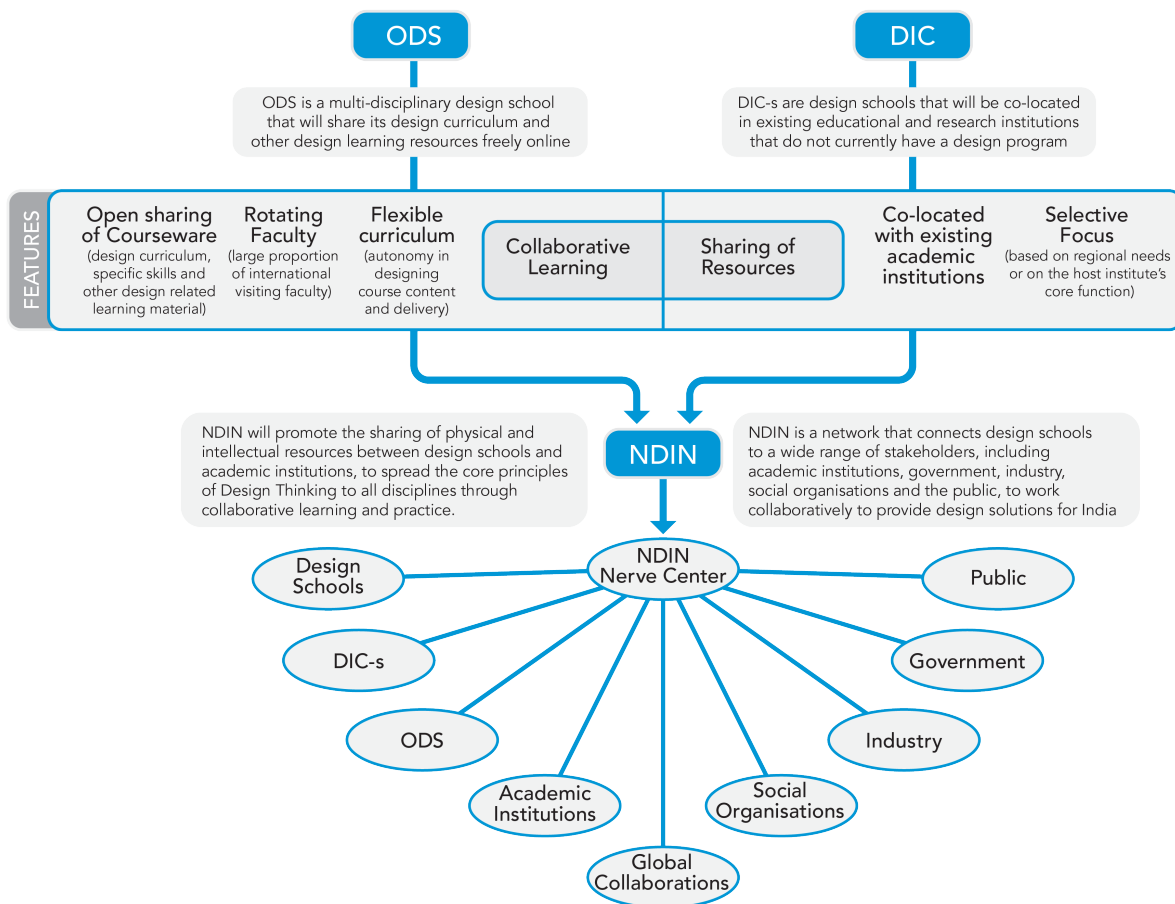 ODS
DIC
ODS is a multi-disciplinary design school
that will share its design curriculum and
other design learning resources freely online
DIC-s are design schools that will be co-located
in existing educational and research institutions
that do not currently have a design program
FEATURES
Open sharing
of Courseware
(design curriculum,
specific skills and
other design related
learning material)
Rotating
Faculty
(large proportion
of international
visiting faculty)
Flexible
curriculum
(autonomy in
designing
course content
and delivery)
Collaborative
Learning
Sharing of
Resources
Co-located
with existing
academic
institutions
Selective
Focus
(based on regional needs
or on the host institute's
core function)
NDIN will promote the sharing of physical and
intellectual resources between design schools and
academic institutions, to spread the core principles
of Design Thinking to all disciplines through
collaborative learning and practice.
NDIN
NDIN is a network that connects design schools
to a wide range of stakeholders, including
academic institutions, government, industry,
social organisations and the public, to work
collaboratively to provide design solutions for India
NDIN
Nerve Center
Design
Schools
Public
DIC-s
Government
ODS
Industry
Academic
Institutions
Social
Organisations
Global
Collaborations